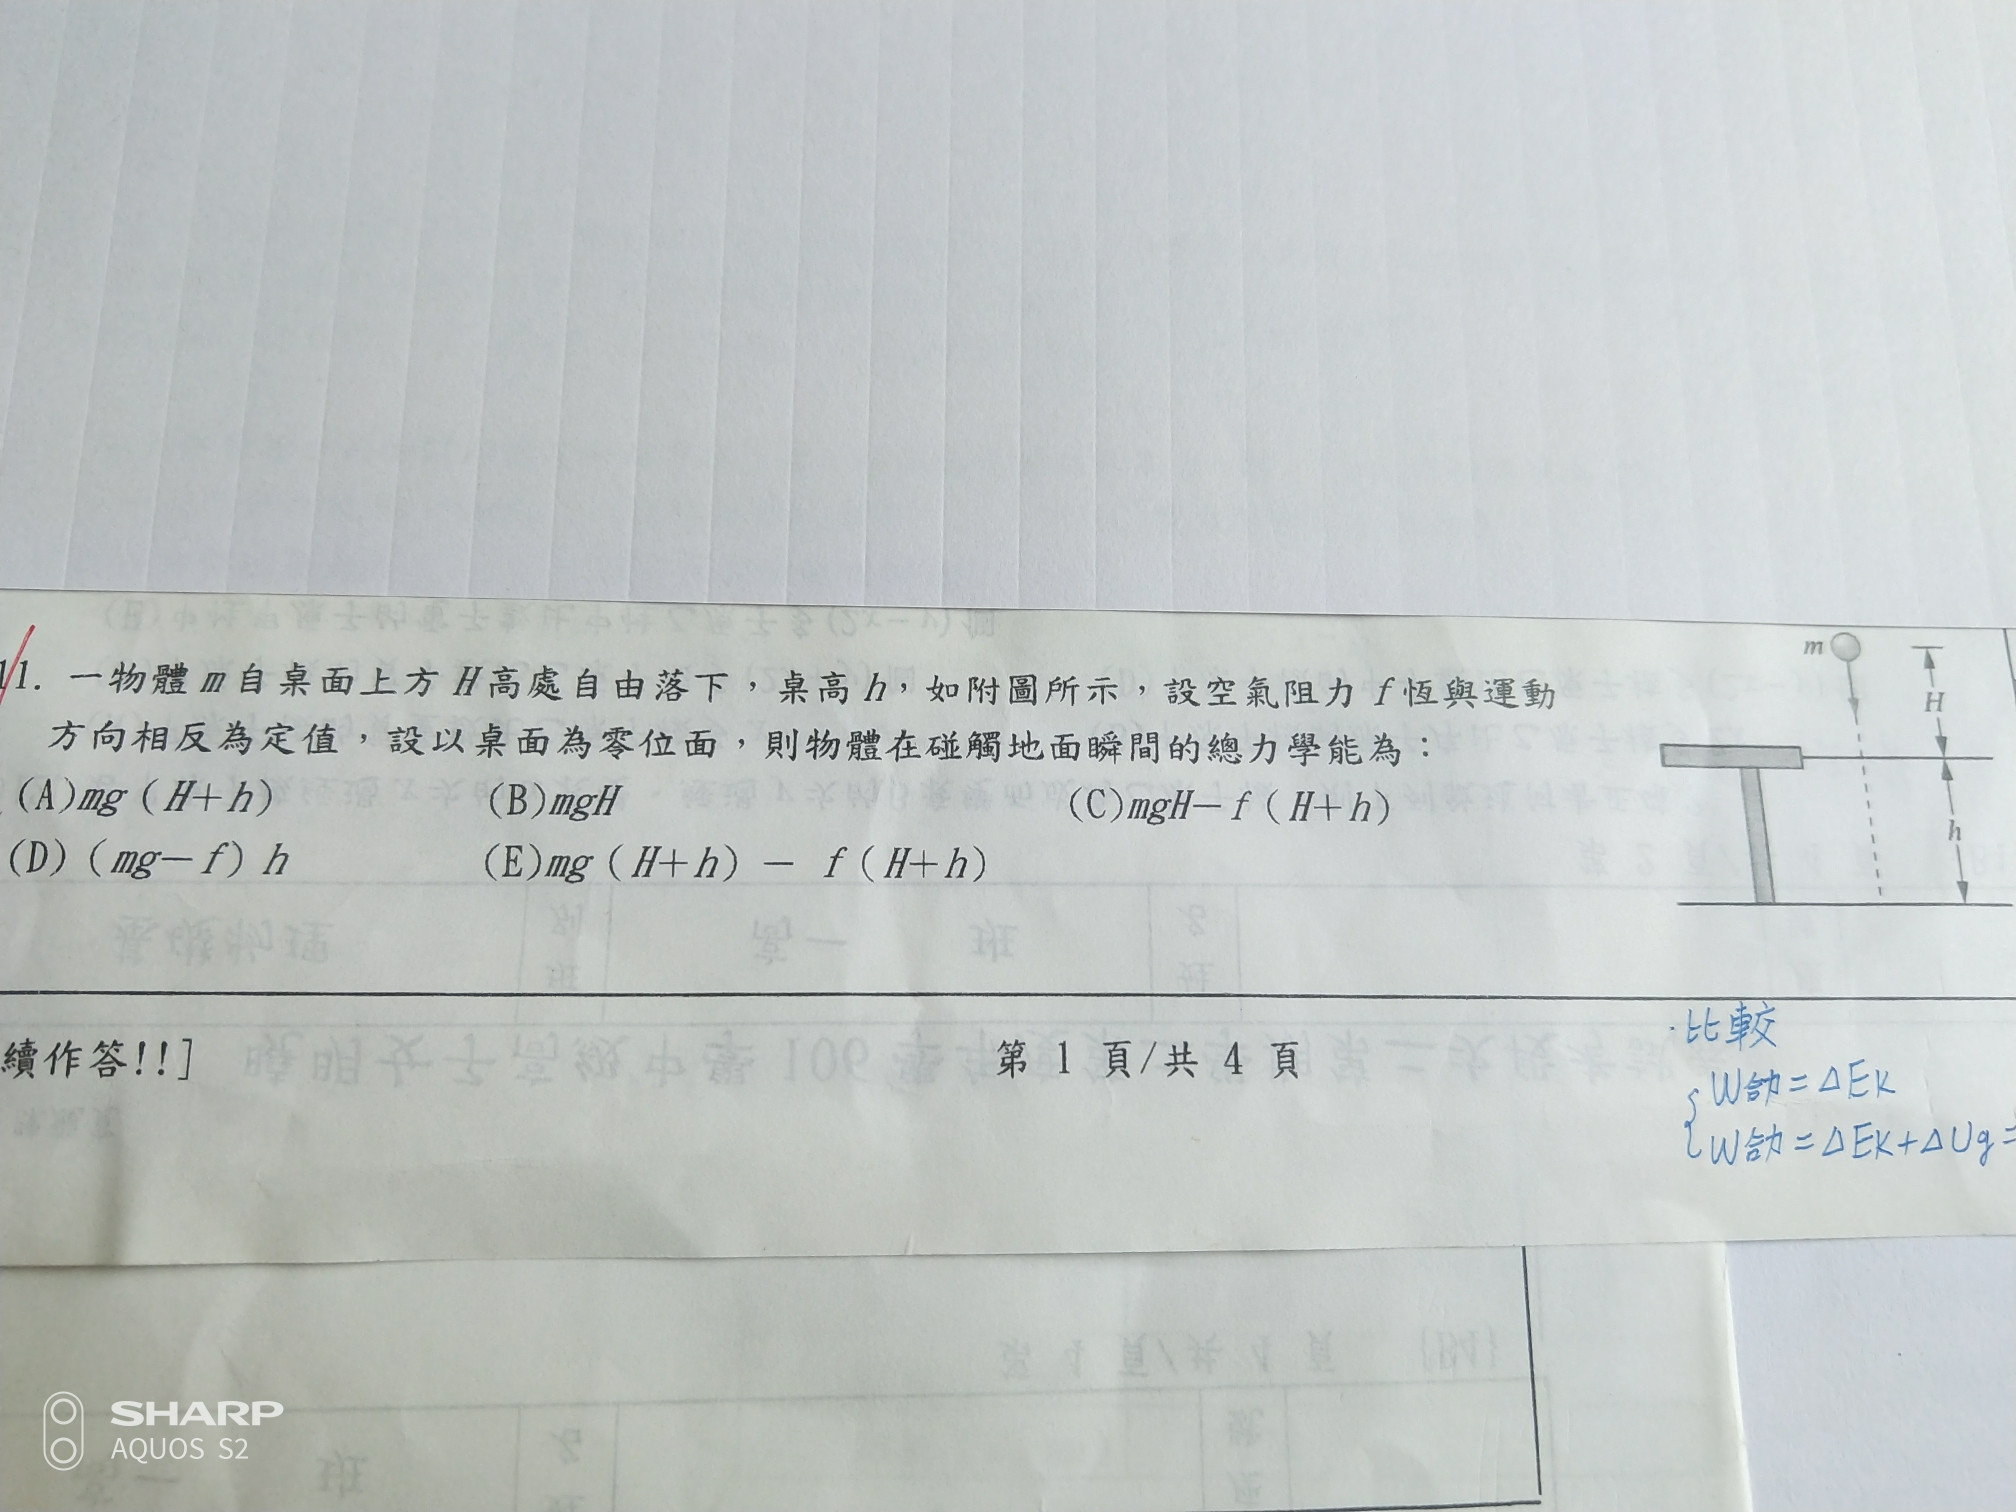 11. 一物體 m 自桌面上方 H 高處自由落下，桌高 h，如附圖所示，設空氣阻力 f 恆與運動
方向相反為定值，設以桌面為零位面，則物體在碰觸地面瞬間的總力學能為：
(A)mg（H+h） (B)mgH (C)mgH－f（H+h）
(D)（mg－f）h (E)mg（H+h）－ f（H+h）
m
H
h
續作答!!]
第 1 頁/共 4 頁
比較
W合力=ΔEk
W合力=ΔEk+ΔUg=
SHARP
AQUOS S2